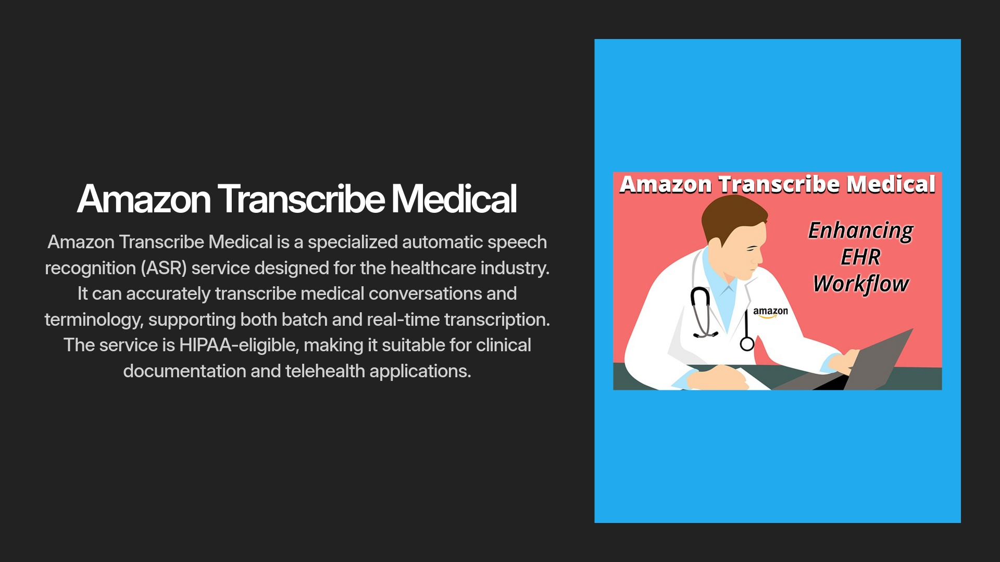 Amazon Transcribe Medical
Amazon Transcribe Medical is a specialized automatic speech
recognition (ASR) service designed for the healthcare industry.
It can accurately transcribe medical conversations and
terminology, supporting both batch and real-time transcription.
The service is HIPAA-eligible, making it suitable for clinical
documentation and telehealth applications.
Amazon Transcribe Medical
Enhancing
EHR
Workflow
amazon